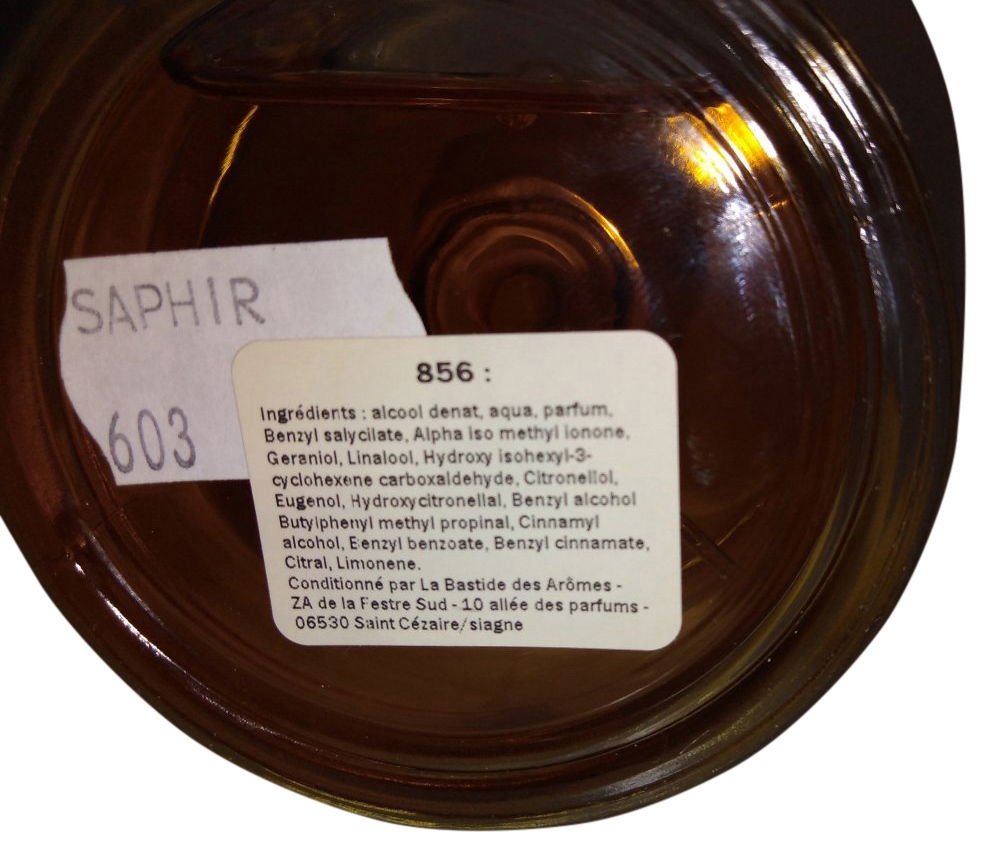 SAPHIR
603
856 :
Ingrédients : alcool denat, aqua, parfum,
Benzyl salycilate, Alpha iso methyl ionone,
Geraniol, Linalool, Hydroxy isohexyl-3-
cyclohexene carboxaldehyde, Citronellol,
Eugenol, Hydroxycitronellal, Benzyl alcohol
Butylphenyl methyl propinal, Cinnamyl
alcohol, Benzyl benzoate, Benzyl cinnamate,
Citral, Limonene.
Conditionné par La Bastide des Arômes -
ZA de la Festre Sud - 10 allée des parfums -
06530 Saint Cézaire/siagne